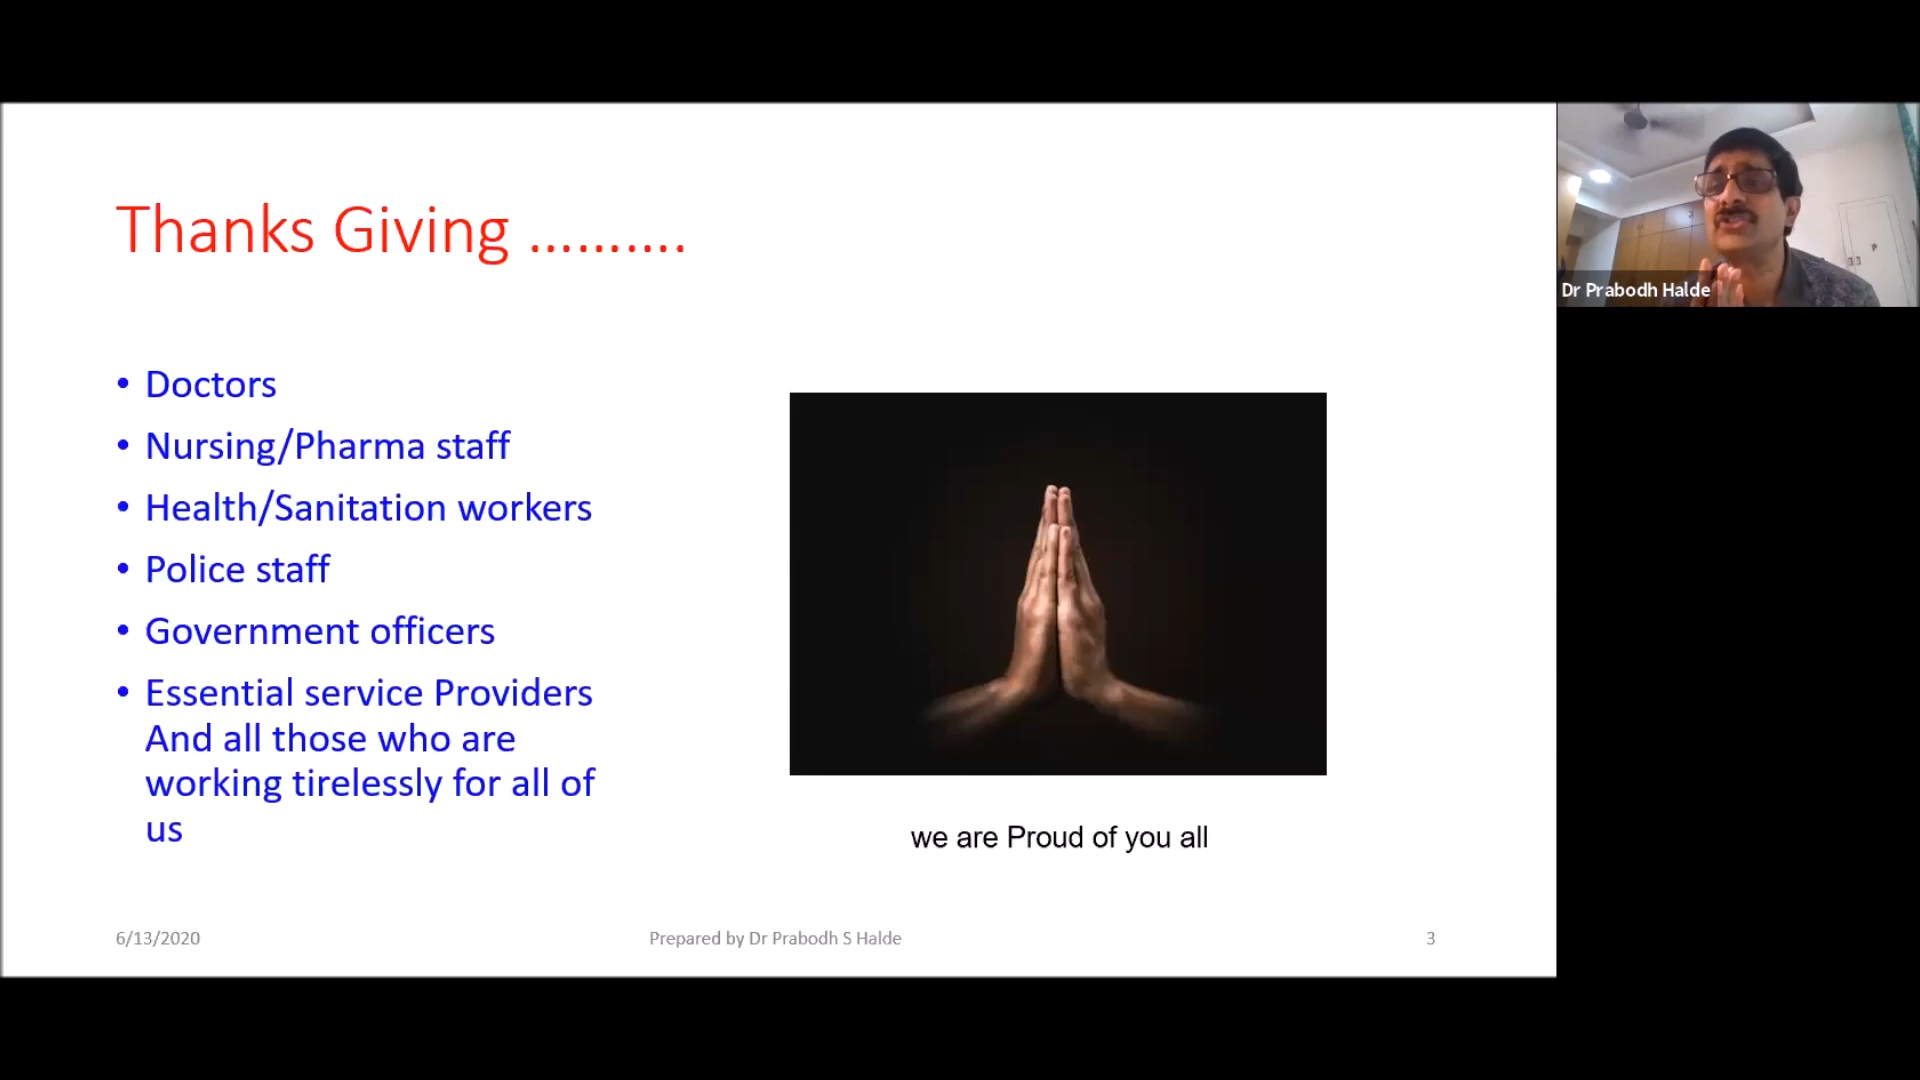 Thanks Giving ..........
• Doctors
• Nursing/Pharma staff
• Health/Sanitation workers
• Police staff
• Government officers
• Essential service Providers
And all those who are
working tirelessly for all of
us
we are Proud of you all
6/13/2020
Prepared by Dr Prabodh S Halde
3
Dr Prabodh Halde